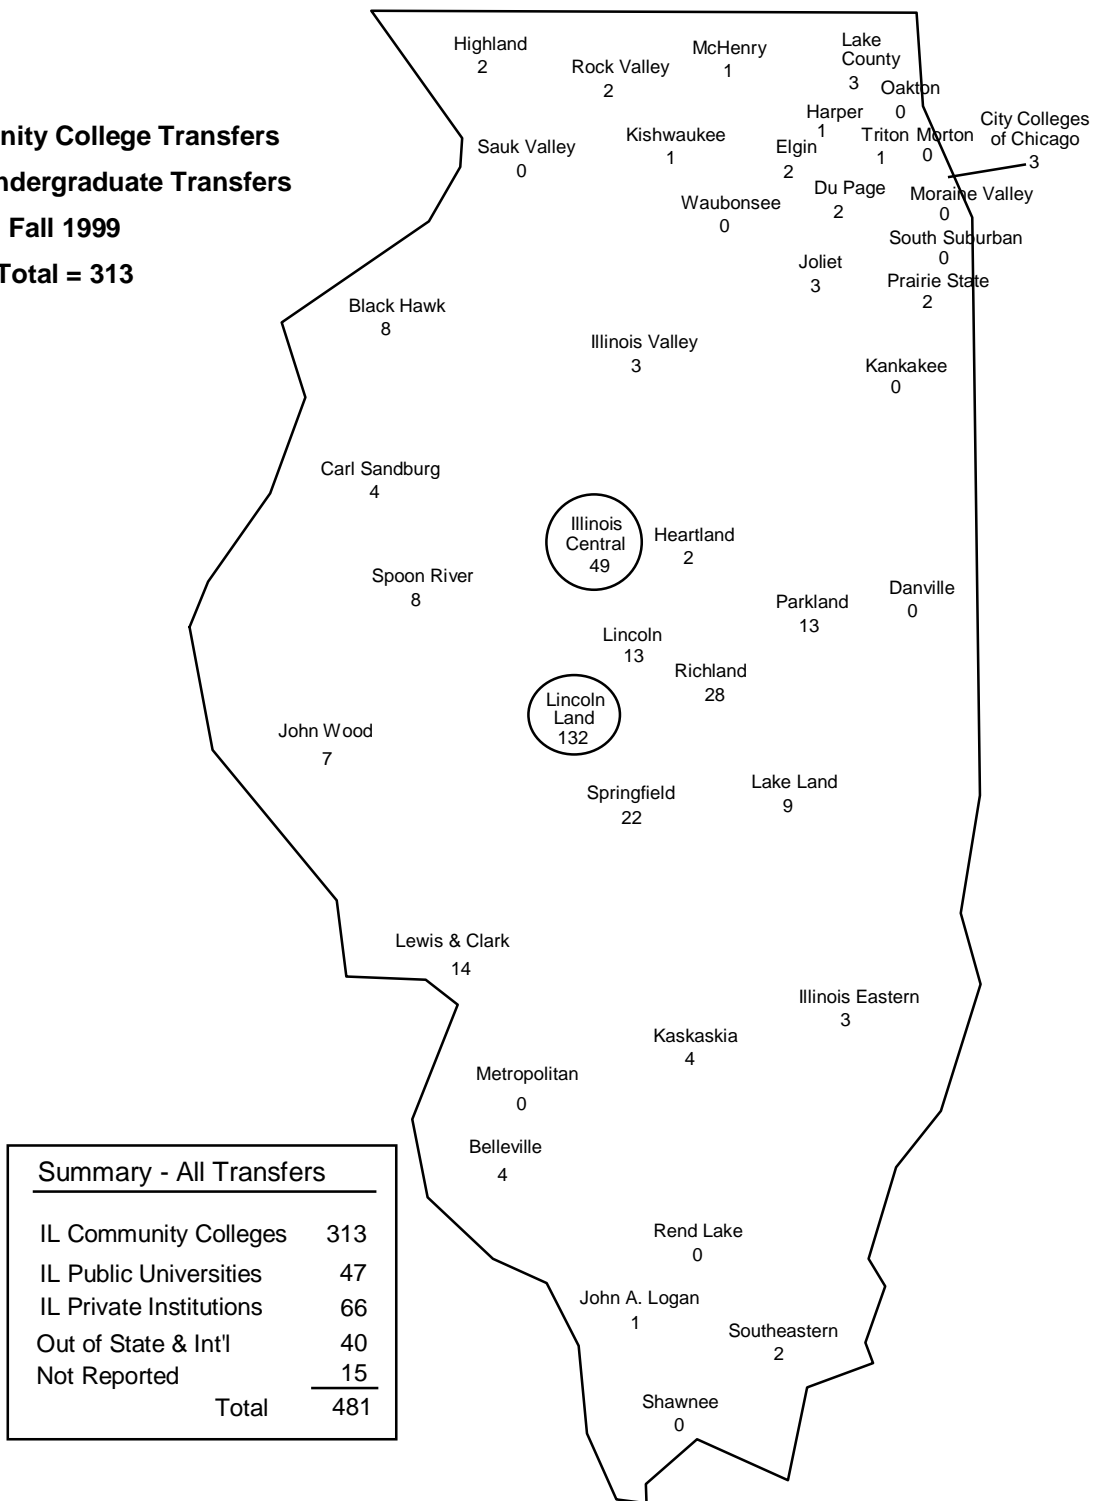 nity College Transfers
ndergraduate Transfers
Fall 1999
Total = 313
Highland
2
Rock Valley
2
McHenry
1
Lake
County
3
Oakton
0
Harper
1
City Colleges
of Chicago
3
Sauk Valley
0
Kishwaukee
1
Elgin
2
Triton
1
Morton
0
Waubonsee
0
Du Page
2
Moraine Valley
0
South Suburban
0
Joliet
3
Prairie State
2
Black Hawk
8
Illinois Valley
3
Kankakee
0
Carl Sandburg
4
Illinois
Central
49
Heartland
2
Spoon River
8
Parkland
13
Danville
0
Lincoln
13
Richland
28
Lincoln
Land
132
John Wood
7
Springfield
22
Lake Land
9
Lewis & Clark
14
Illinois Eastern
3
Kaskaskia
4
Metropolitan
0
Belleville
4
Rend Lake
0
John A. Logan
1
Southeastern
2
Shawnee
0
Summary - All Transfers
IL Community Colleges 313
IL Public Universities 47
IL Private Institutions 66
Out of State & Int'l 40
Not Reported 15
Total 481